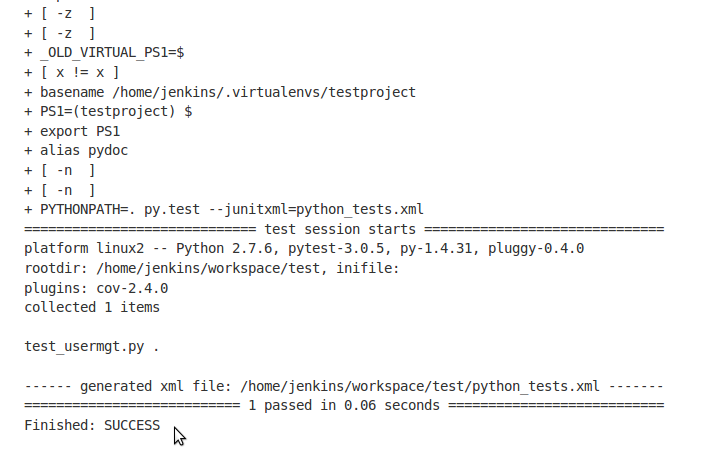 + [ -z  ]
+ [ -z  ]
+ _OLD_VIRTUAL_PS1=$
+ [ x != x ]
+ basename /home/jenkins/.virtualenvs/testproject
+ PS1=(testproject) $
+ export PS1
+ alias pydoc
+ [ -n  ]
+ [ -n  ]
+ PYTHONPATH=. py.test --junitxml=python_tests.xml
============================= test session starts ==============================
platform linux2 -- Python 2.7.6, pytest-3.0.5, py-1.4.31, pluggy-0.4.0
rootdir: /home/jenkins/workspace/test, inifile:
plugins: cov-2.4.0
collected 1 items
test_usermgt.py .
------ generated xml file: /home/jenkins/workspace/test/python_tests.xml -------
=========================== 1 passed in 0.06 seconds ===========================
Finished: SUCCESS